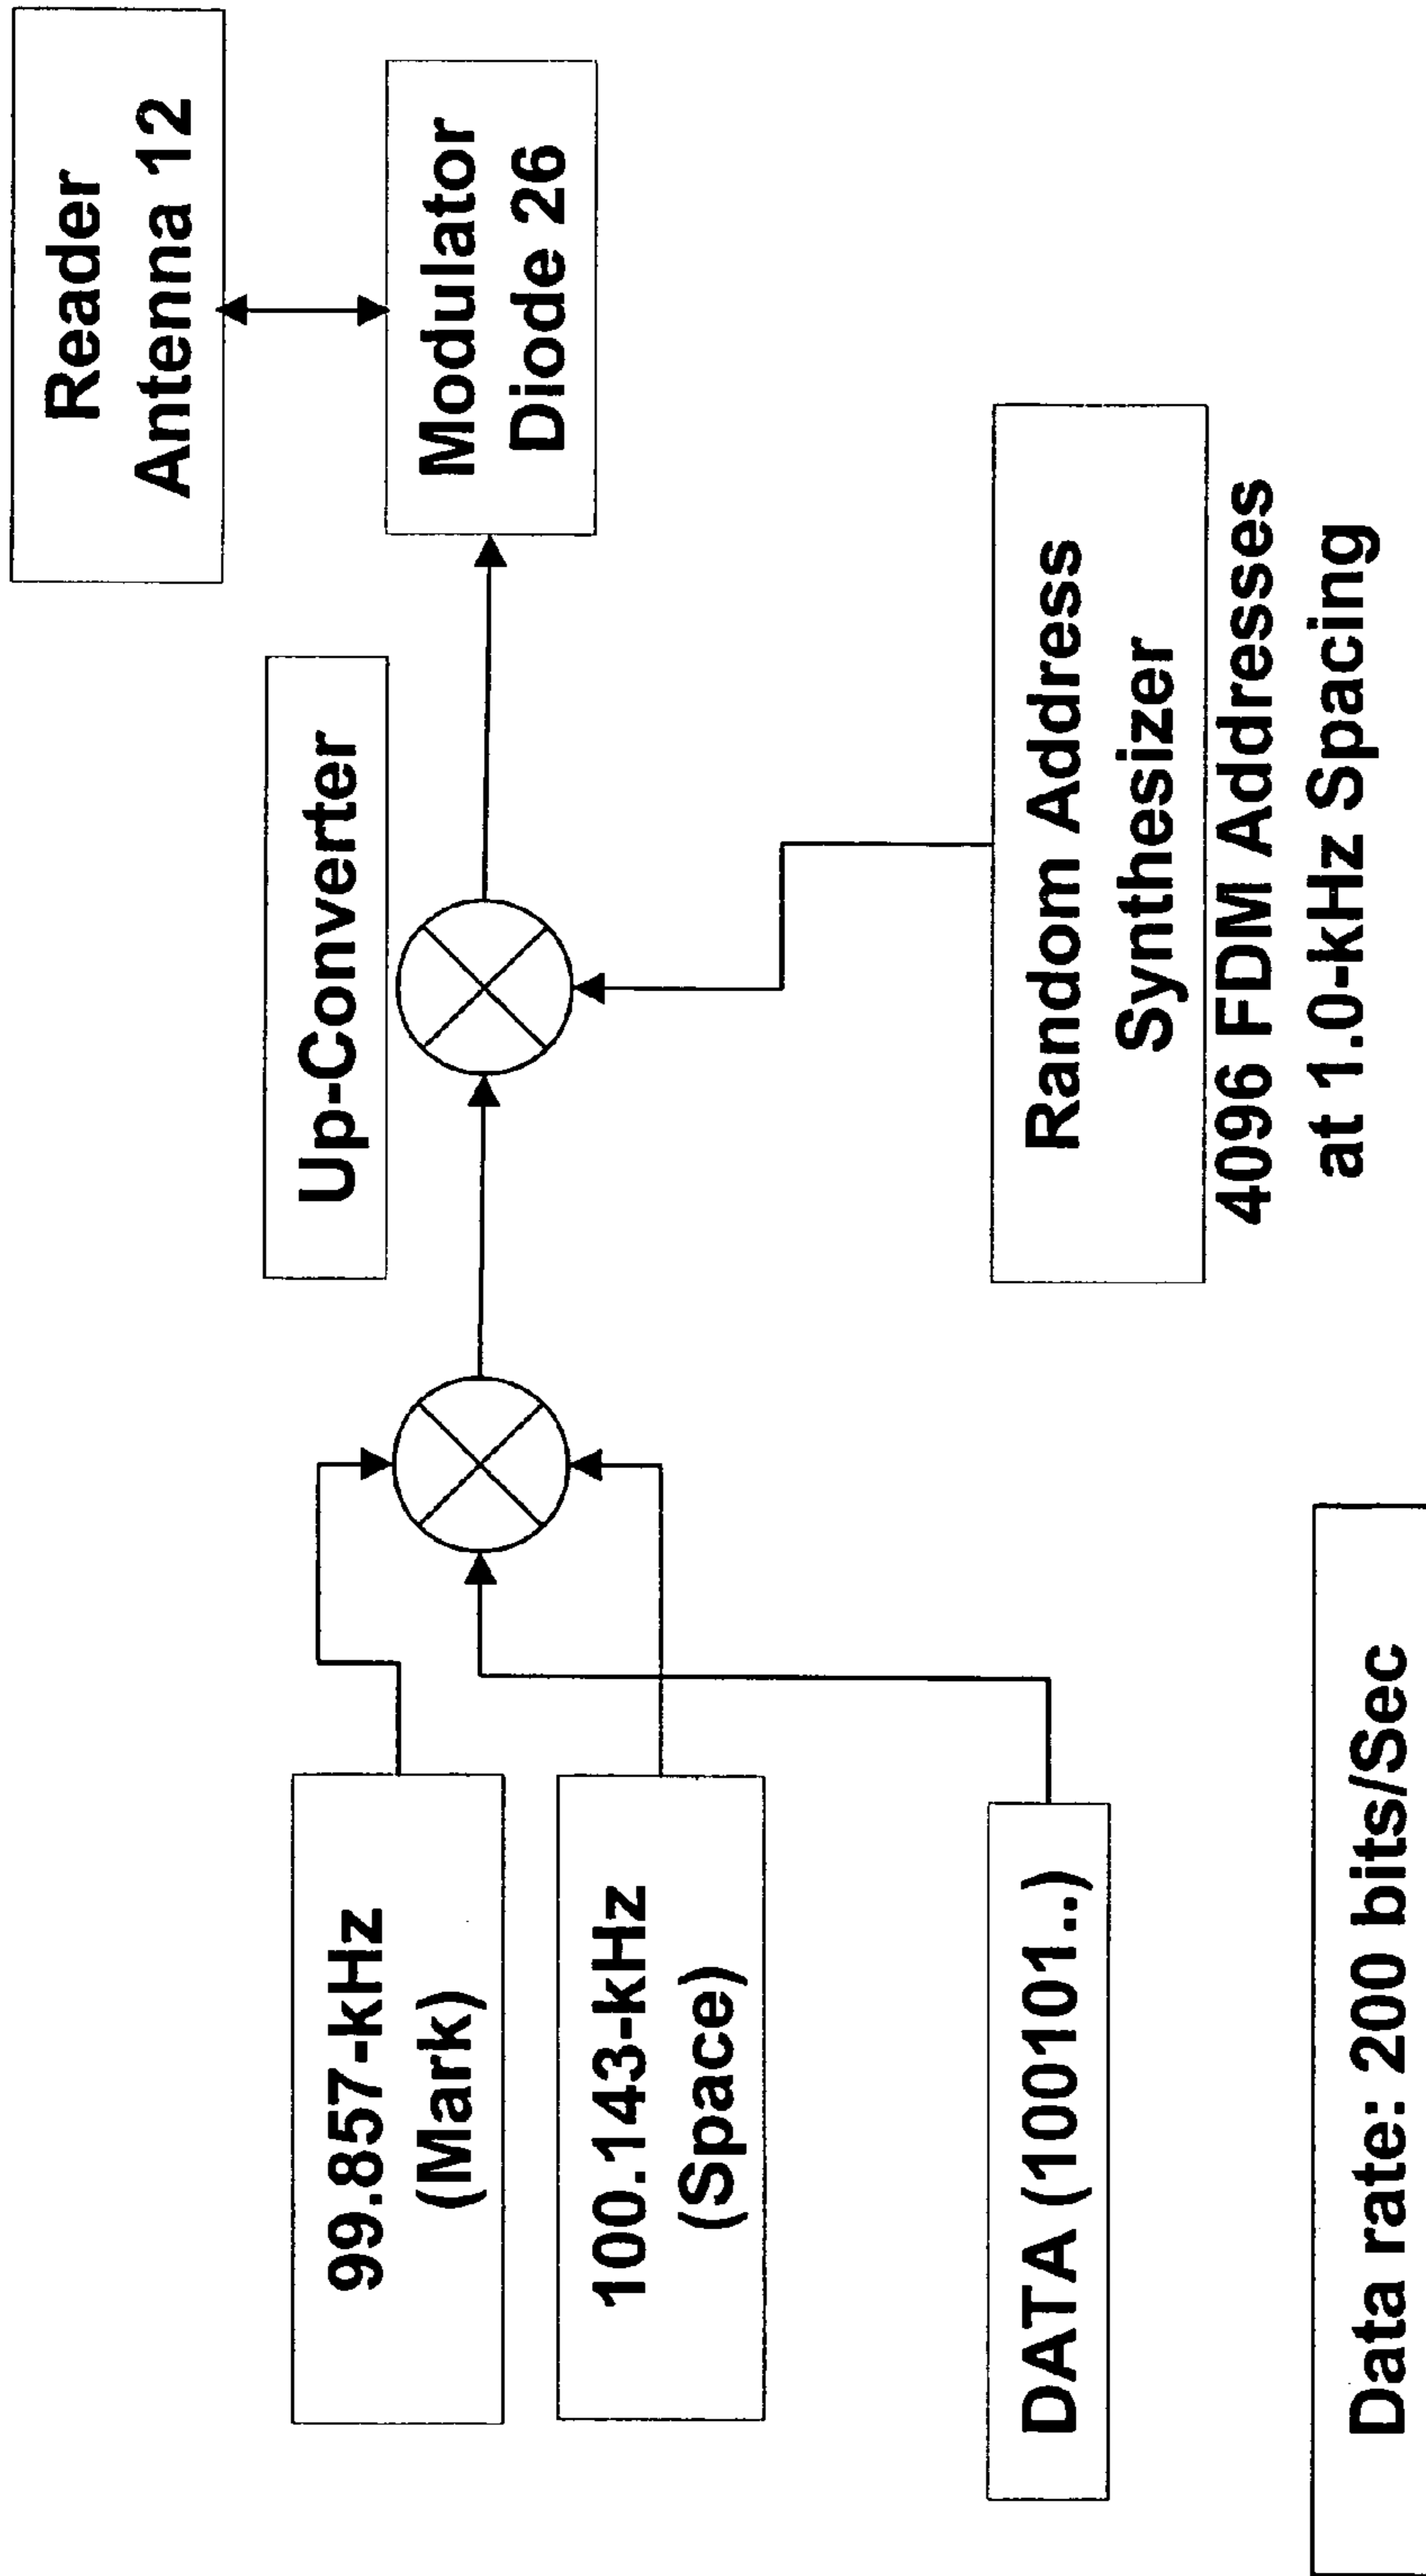 99.857-kHz
(Mark)
100.143-kHz
(Space)
DATA (100101..)
Data rate: 200 bits/Sec
Up-Converter
Random Address
Synthesizer
4096 FDM Addresses
at 1.0-kHz Spacing
Reader
Antenna 12
Modulator
Diode 26